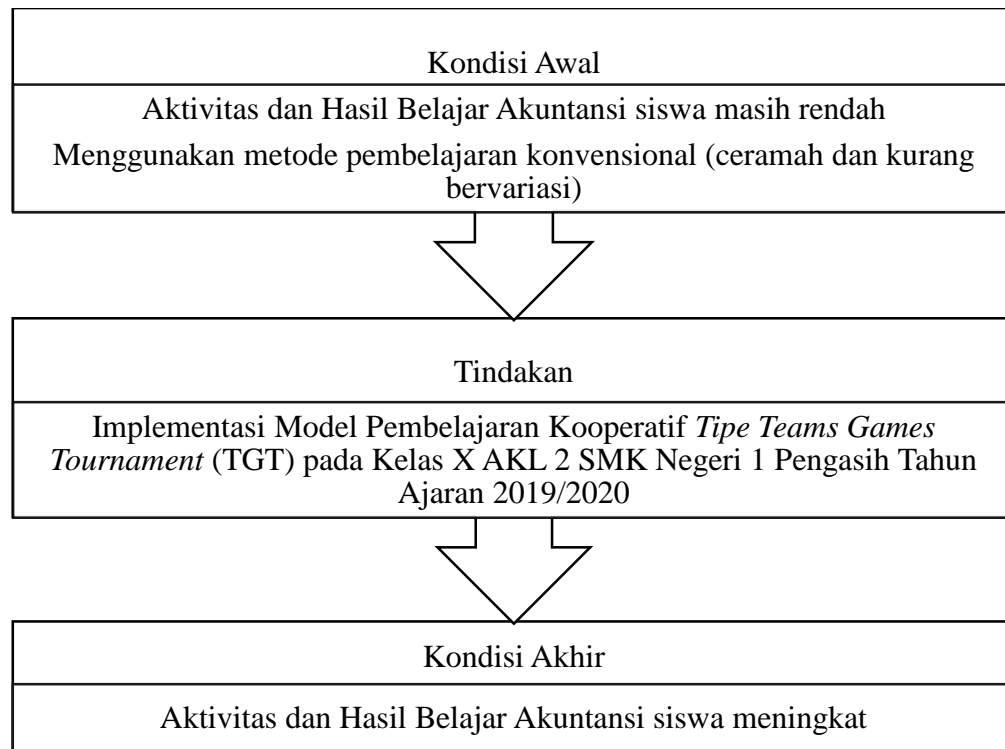 Kondisi Awal
Aktivitas dan Hasil Belajar Akuntansi siswa masih rendah
Menggunakan metode pembelajaran konvensional (ceramah dan kurang
bervariasi)
Tindakan
Implementasi Model Pembelajaran Kooperatif Tipe Teams Games
Tournament (TGT) pada Kelas X AKL 2 SMK Negeri 1 Pengasih Tahun
Ajaran 2019/2020
Kondisi Akhir
Aktivitas dan Hasil Belajar Akuntansi siswa meningkat